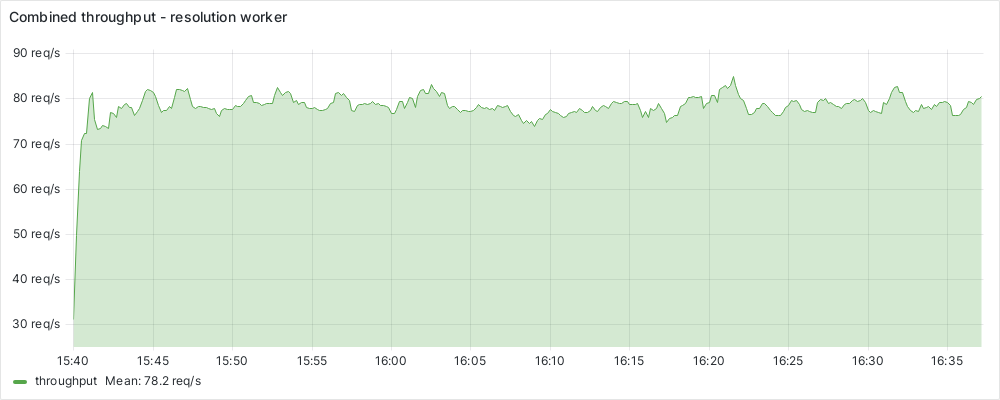 Combined throughput - resolution worker
90 req/s
80 req/s
70 req/s
60 req/s
50 req/s
40 req/s
30 req/s
15:40 15:45 15:50 15:55 16:00 16:05 16:10 16:15 16:20 16:25 16:30 16:35
throughput Mean: 78.2 req/s